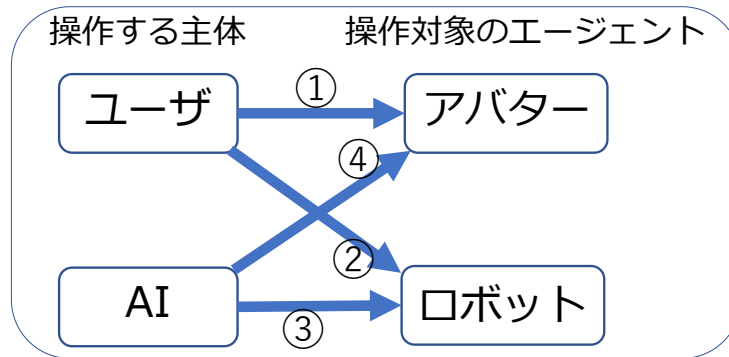 操作する主体
操作対象のエージェント
ユーザ
①
アバター
④
②
AI
③
ロボット